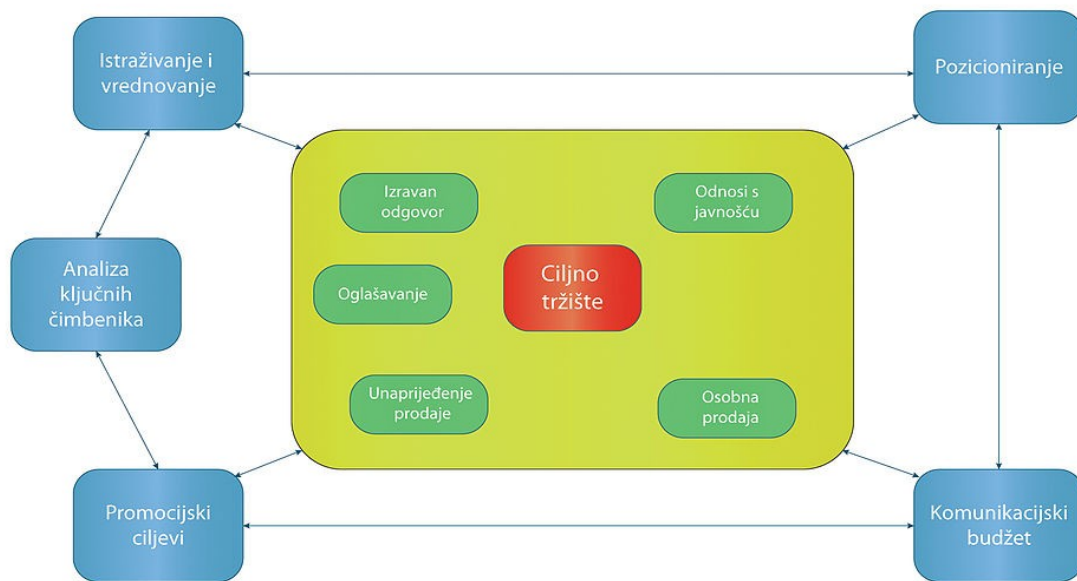 Istraživanje i
vrednovanje
Pozicioniranje
Izravan
odgovor
Odnosi s
javnošću
Analiza
ključnih
čimbenika
Oglašavanje
Ciljno
tržište
Unaprijeđenje
prodaje
Osobna
prodaja
Promocijski
ciljevi
Komunikacijski
budžet